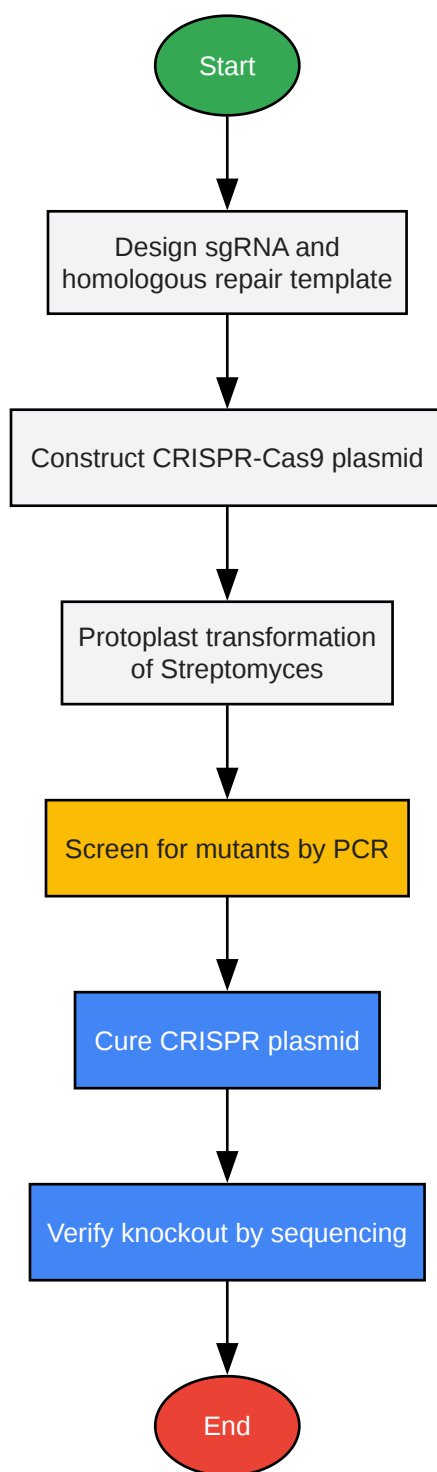 Start
Design sgRNA and
homologous repair template
Construct CRISPR-Cas9 plasmid
Protoplast transformation
of Streptomyces
Screen for mutants by PCR
Cure CRISPR plasmid
Verify knockout by sequencing
End